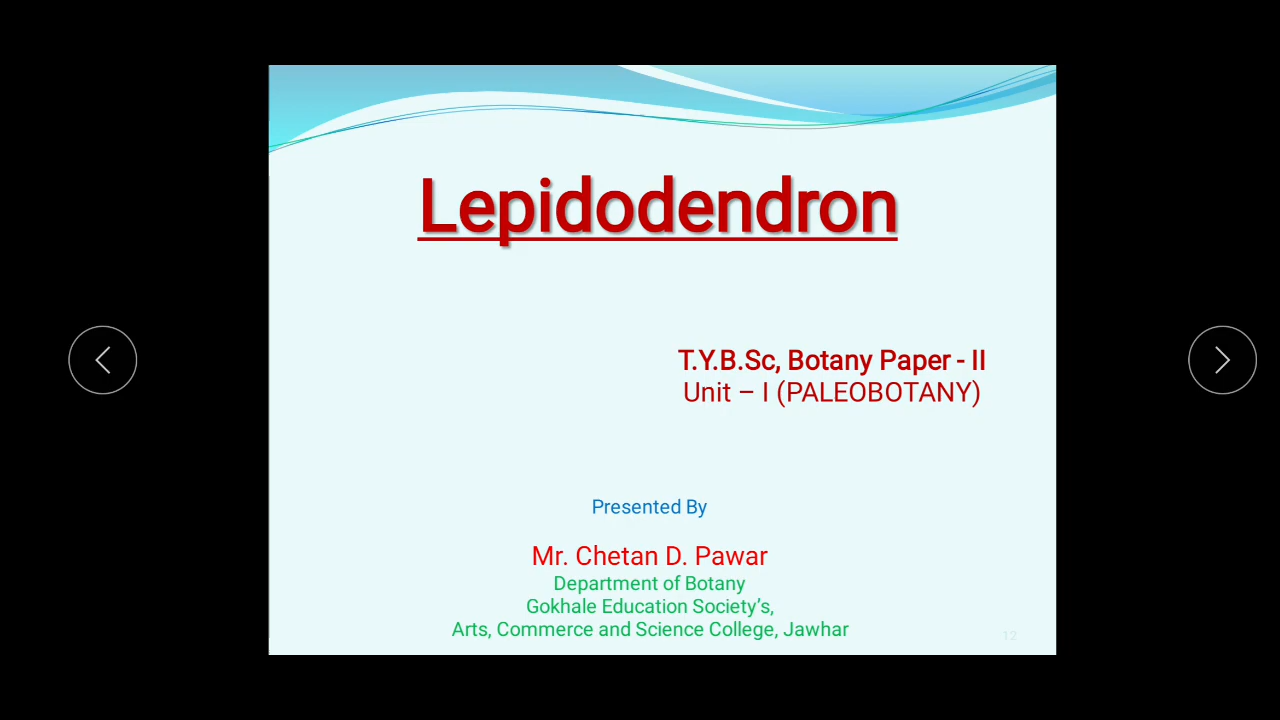 Lepidodendron
T.Y.B.Sc, Botany Paper - II
Unit – I (PALEOBOTANY)
Presented By
Mr. Chetan D. Pawar
Department of Botany
Gokhale Education Society’s,
Arts, Commerce and Science College, Jawhar
12